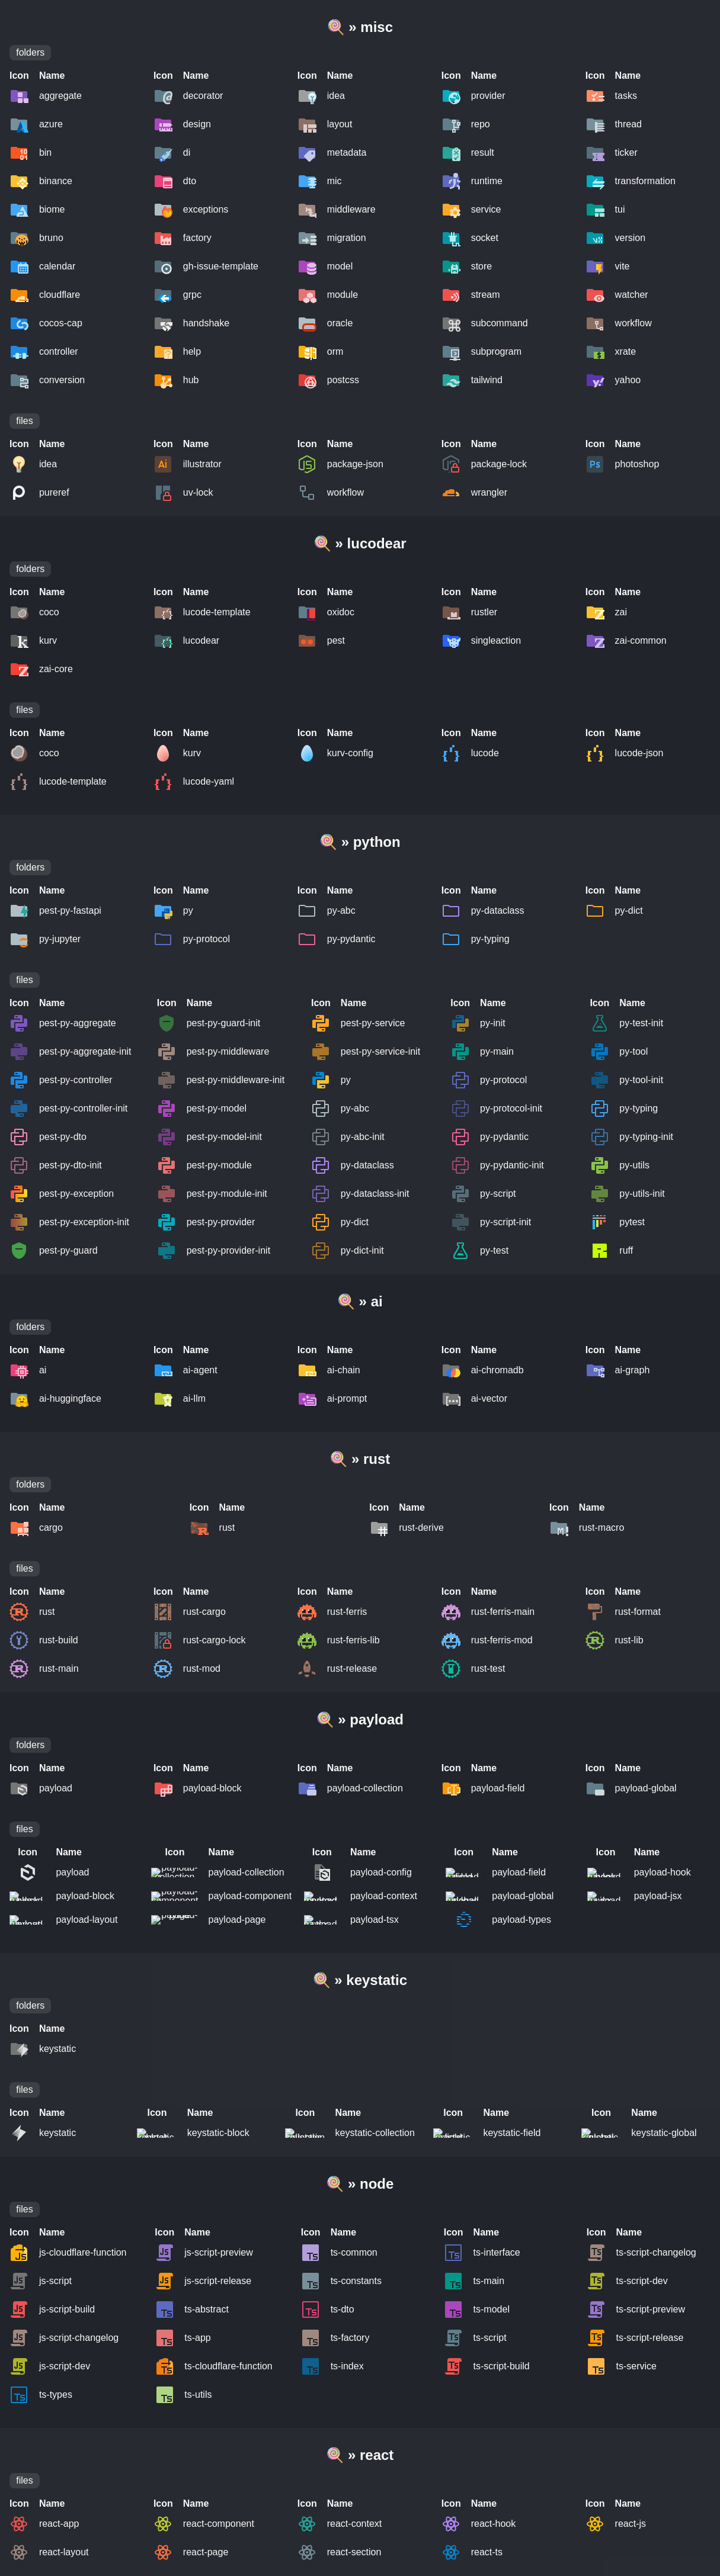 » misc
folders
Icon Name Icon Name Icon Name Icon Name Icon Name
aggregate decorator idea provider tasks
azure design layout repo thread
bin di metadata result ticker
binance dto mic runtime transformation
biome exceptions middleware service tui
bruno factory migration socket version
calendar gh-issue-template model store vite
cloudflare grpc module stream watcher
cocos-cap handshake oracle subcommand workflow
controller help orm subprogram xrate
conversion hub postcss tailwind yahoo
files
Icon Name Icon Name Icon Name Icon Name Icon Name
idea illustrator package-json package-lock photoshop
pureref uv-lock workflow wrangler
» lucodear
folders
Icon Name Icon Name Icon Name Icon Name Icon Name
coco lucode-template oxidoc rustler zai
kurv lucodear pest singleaction zai-common
zai-core
files
Icon Name Icon Name Icon Name Icon Name Icon Name
coco kurv kurv-config lucode lucode-json
lucode-template lucode-yaml
» python
folders
Icon Name Icon Name Icon Name Icon Name Icon Name
pest-py-fastapi py py-abc py-dataclass py-dict
py-jupyter py-protocol py-pydantic py-typing
files
Icon Name Icon Name Icon Name Icon Name Icon Name
pest-py-aggregate pest-py-guard-init pest-py-service py-init py-test-init
pest-py-aggregate-init pest-py-middleware pest-py-service-init py-main py-tool
pest-py-controller pest-py-middleware-init py py-protocol py-tool-init
pest-py-controller-init pest-py-model py-abc py-protocol-init py-typing
pest-py-dto pest-py-model-init py-abc-init py-pydantic py-typing-init
pest-py-dto-init pest-py-module py-dataclass py-pydantic-init py-utils
pest-py-exception pest-py-module-init py-dataclass-init py-script py-utils-init
pest-py-exception-init pest-py-provider py-dict py-script-init pytest
pest-py-guard pest-py-provider-init py-dict-init py-test ruff
» ai
folders
Icon Name Icon Name Icon Name Icon Name Icon Name
ai ai-agent ai-chain ai-chromadb ai-graph
ai-huggingface ai-llm ai-prompt ai-vector
» rust
folders
Icon Name Icon Name Icon Name Icon Name
cargo rust rust-derive rust-macro
files
Icon Name Icon Name Icon Name Icon Name Icon Name
rust rust-cargo rust-ferris rust-ferris-main rust-format
rust-build rust-cargo-lock rust-ferris-lib rust-ferris-mod rust-lib
rust-main rust-mod rust-release rust-test
» payload
folders
Icon Name Icon Name Icon Name Icon Name Icon Name
payload payload-block payload-collection payload-field payload-global
files
Icon Name Icon Name Icon Name Icon Name Icon Name
payload payload-collection payload-config payload-field payload-hook
payload-block payload-component payload-context payload-global payload-jsx
payload-layout payload-page payload-tsx payload-types
» keystatic
folders
Icon Name
keystatic
files
Icon Name Icon Name Icon Name Icon Name Icon Name
keystatic keystatic-block keystatic-collection keystatic-field keystatic-global
» node
files
Icon Name Icon Name Icon Name Icon Name Icon Name
js-cloudflare-function js-script-preview ts-common ts-interface ts-script-changelog
js-script js-script-release ts-constants ts-main ts-script-dev
js-script-build ts-abstract ts-dto ts-model ts-script-preview
js-script-changelog ts-app ts-factory ts-script ts-script-release
js-script-dev ts-cloudflare-function ts-index ts-script-build ts-service
ts-types ts-utils
» react
files
Icon Name Icon Name Icon Name Icon Name Icon Name
react-app react-component react-context react-hook react-js
react-layout react-page react-section react-ts